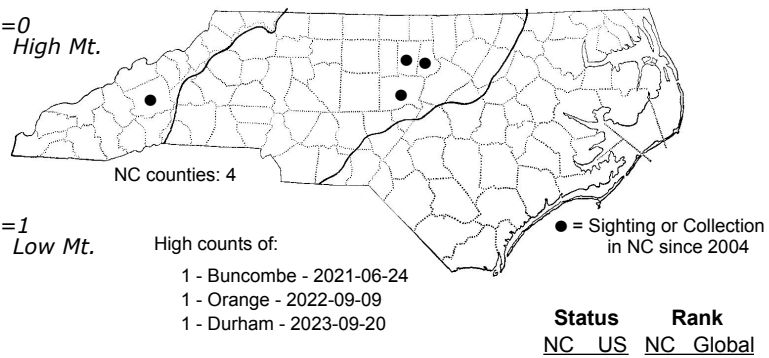 =0
High Mt.
NC counties: 4
=1
Low Mt.
High counts of:
1 - Buncombe - 2021-06-24
1 - Orange - 2022-09-09
1 - Durham - 2023-09-20
● = Sighting or Collection
in NC since 2004
Status Rank
NC US NC Global